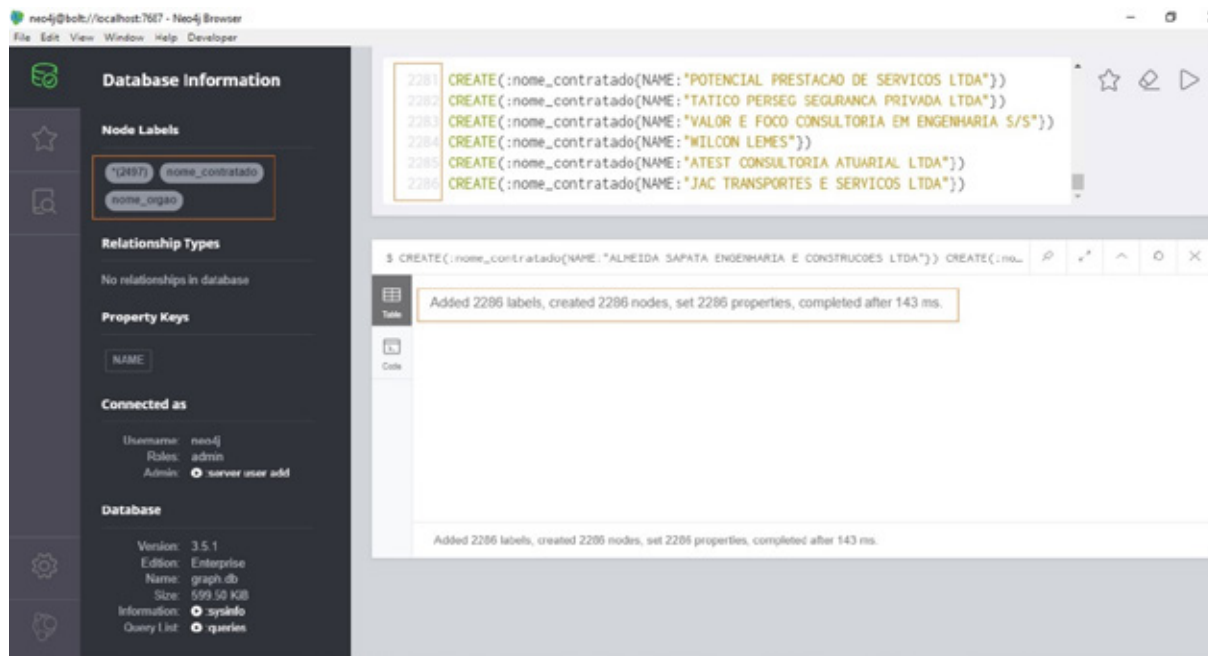 neo4j@bolt://localhost:7687 - Neo4j Browser
File Edit View Window Help Developer
Database Information
Node Labels
*(2497) nome_contratado
nome_orgao
Relationship Types
No relationships in database
Property Keys
NAME
Connected as
Username: neo4j
Roles: admin
Admin: :server user add
Database
Version: 3.5.1
Edition: Enterprise
Name: graph.db
Size: 599.50 KiB
Information: :sysinfo
Query List: :queries
2281 CREATE(:nome_contratado{NAME:"POTENCIAL PRESTACAO DE SERVICOS LTDA"})
2282 CREATE(:nome_contratado{NAME:"TATICO PERSEG SEGURANCA PRIVADA LTDA"})
2283 CREATE(:nome_contratado{NAME:"VALOR E FOCO CONSULTORIA EM ENGENHARIA S/S"})
2284 CREATE(:nome_contratado{NAME:"WILCON LEMES"})
2285 CREATE(:nome_contratado{NAME:"ATEST CONSULTORIA ATUARIAL LTDA"})
2286 CREATE(:nome_contratado{NAME:"JAC TRANSPORTES E SERVICOS LTDA"})
$ CREATE(:nome_contratado{NAME:"ALMEIDA SAPATA ENGENHARIA E CONSTRUCOES LTDA"}) CREATE(:no…
Table
Code
Added 2286 labels, created 2286 nodes, set 2286 properties, completed after 143 ms.
Added 2286 labels, created 2286 nodes, set 2286 properties, completed after 143 ms.